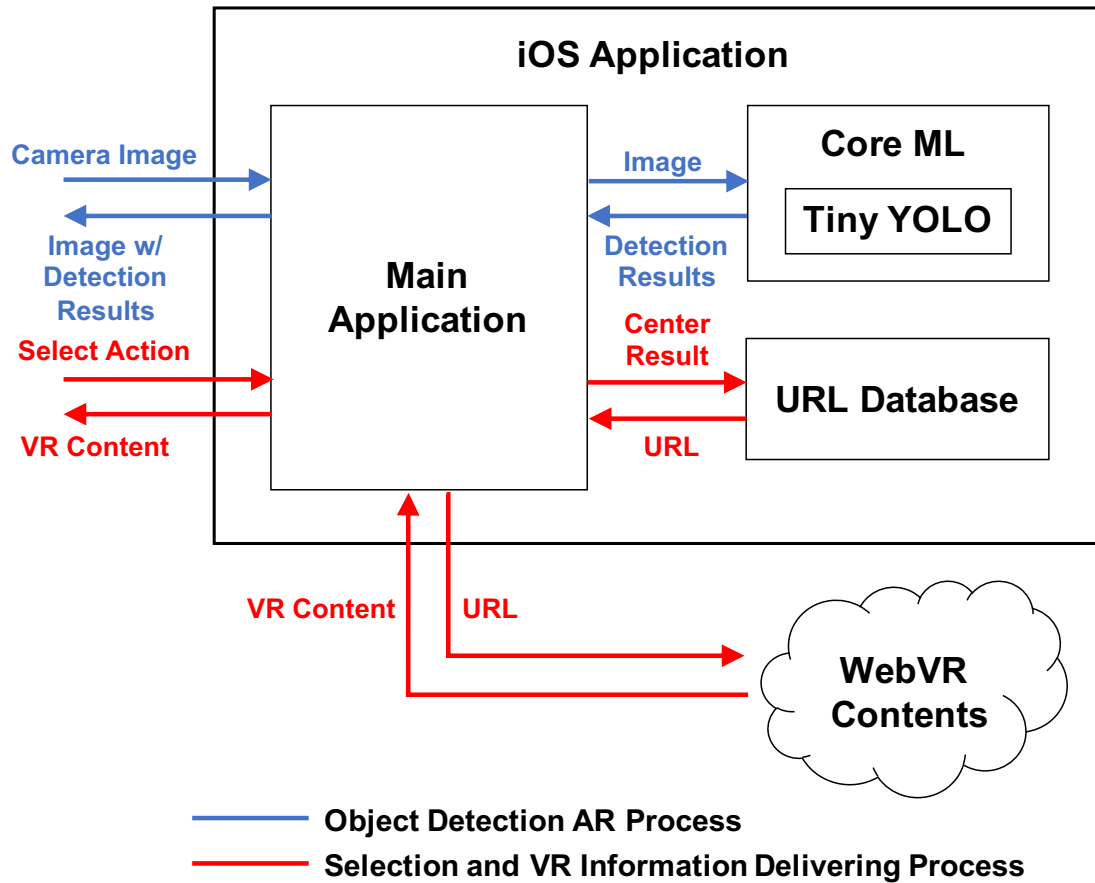 iOS Application
Camera Image
Image w/
Detection
Results
Select Action
VR Content
Main
Application
Image
Detection
Results
Center
Result
URL
Core ML
Tiny YOLO
URL Database
VR Content
URL
WebVR
Contents
Object Detection AR Process
Selection and VR Information Delivering Process